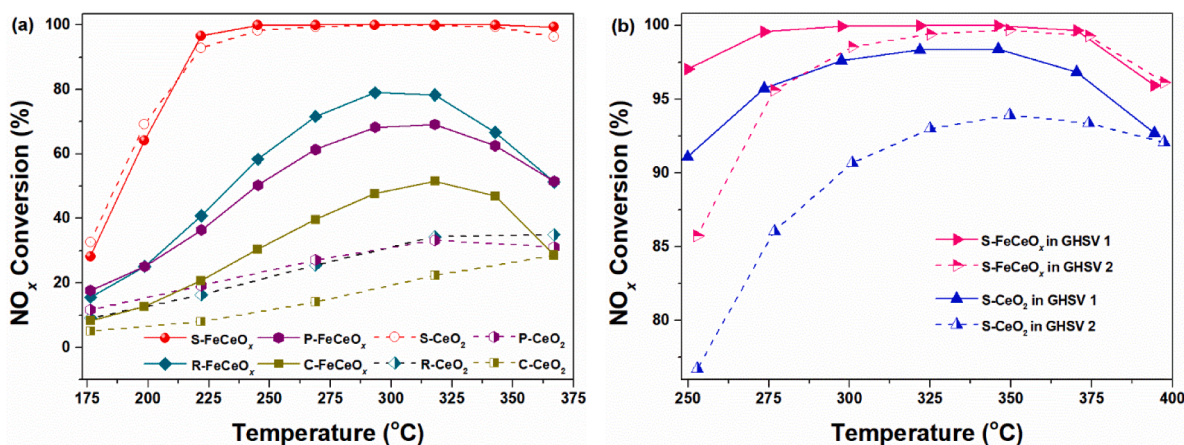 (a)
NOx Conversion (%)
100
80
60
40
20
0
S-FeCeOx P-FeCeOx S-CeO2 P-CeO2
R-FeCeOx C-FeCeOx R-CeO2 C-CeO2
175 200 225 250 275 300 325 350 375
Temperature (°C)
(b)
NOx Conversion (%)
100
95
90
85
80
S-FeCeOx in GHSV 1
S-FeCeOx in GHSV 2
S-CeO2 in GHSV 1
S-CeO2 in GHSV 2
250 275 300 325 350 375 400
Temperature (°C)